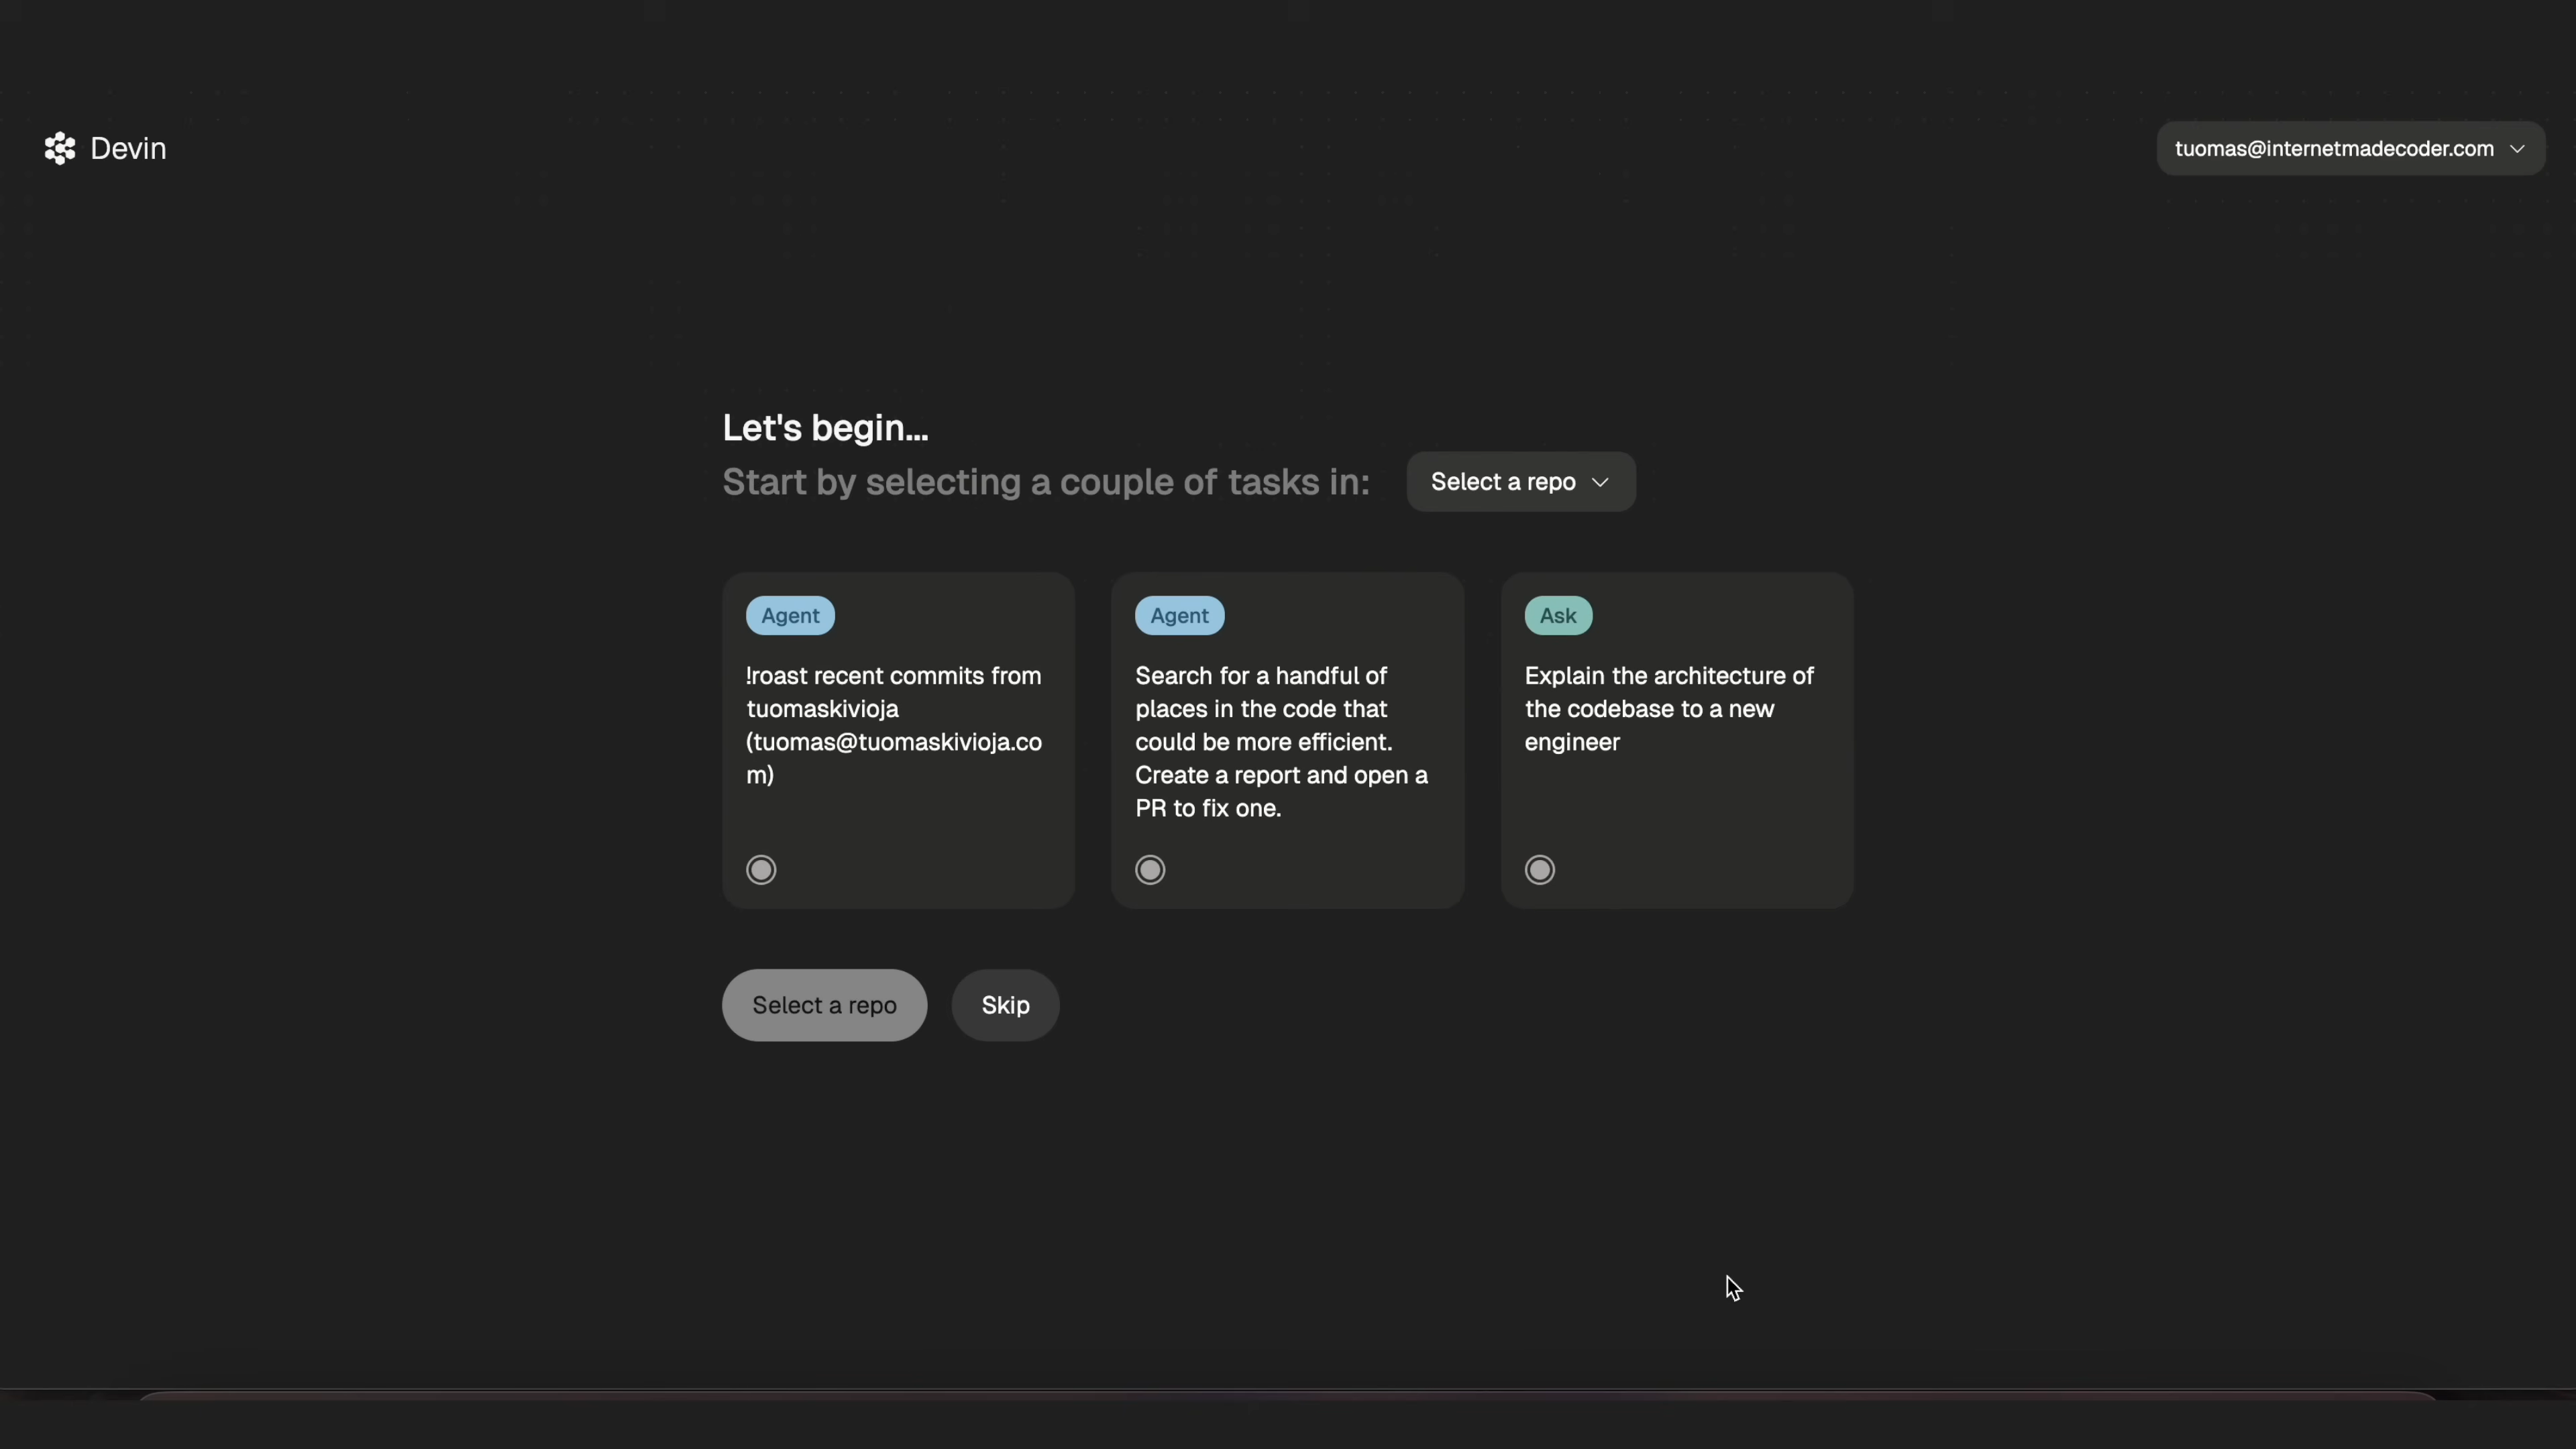 Devin
tuomas@internetmadecoder.com
Let's begin...
Start by selecting a couple of tasks in:
Select a repo
Agent
!roast recent commits from
tuomaskivioja
(tuomas@tuomaskivioja.co
m)
Agent
Search for a handful of
places in the code that
could be more efficient.
Create a report and open a
PR to fix one.
Ask
Explain the architecture of
the codebase to a new
engineer
Select a repo
Skip